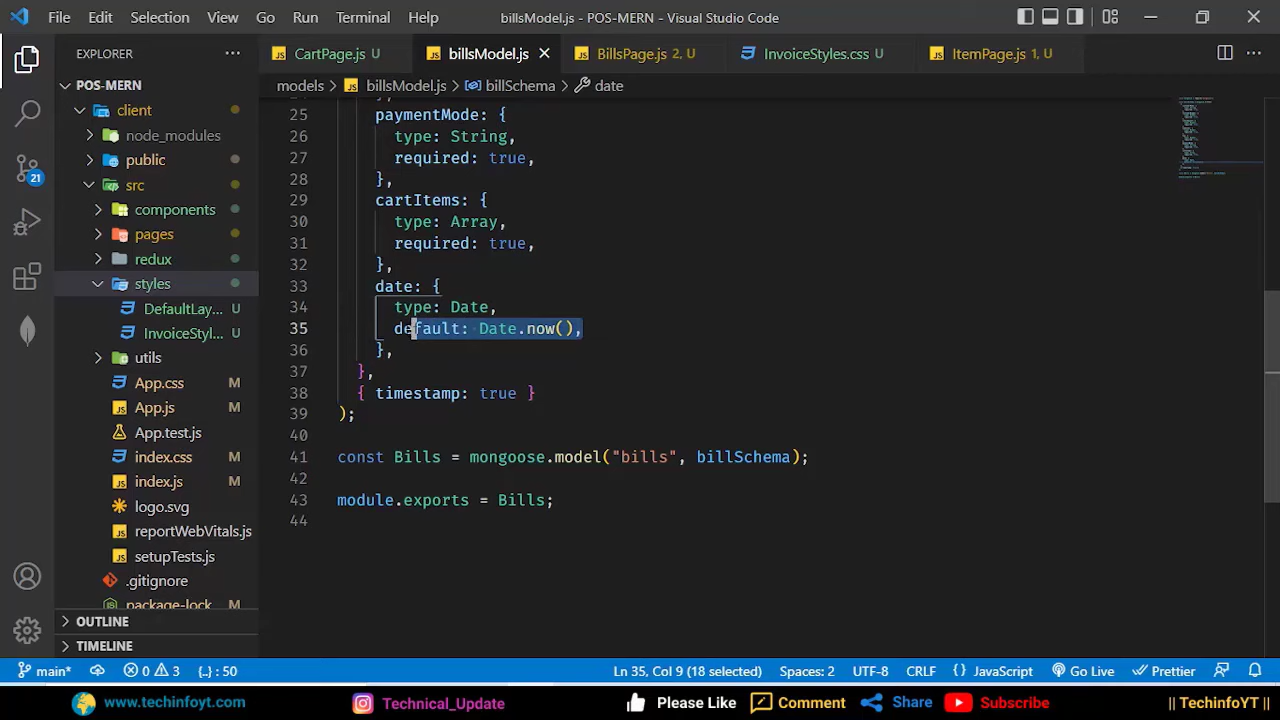 File Edit Selection View Go Run Terminal Help
billsModel.js - POS-MERN - Visual Studio Code
EXPLORER
CartPage.js U
billsModel.js
BillsPage.js 2, U
InvoiceStyles.css U
ItemPage.js 1, U
POS-MERN
models > billsModel.js > billSchema > date
client
node_modules
public
src
components
pages
redux
styles
DefaultLay... U
InvoiceStyl... U
utils
App.css M
App.js M
App.test.js
index.css M
index.js M
logo.svg
reportWebVitals.js
setupTests.js
.gitignore
package-lock M
OUTLINE
TIMELINE
21
25 paymentMode: {
26 type: String,
27 required: true,
28 },
29 cartItems: {
30 type: Array,
31 required: true,
32 },
33 date: {
34 type: Date,
35 default: Date.now(),
36 },
37 },
38 { timestamp: true }
39 );
40
41 const Bills = mongoose.model("bills", billSchema);
42
43 module.exports = Bills;
44
main* 0 3 {..} : 50 Ln 35, Col 9 (18 selected) Spaces: 2 UTF-8 CRLF {} JavaScript Go Live Prettier
www.techinfoyt.com Technical_Update Please Like Comment Share Subscribe || TechinfoYT ||